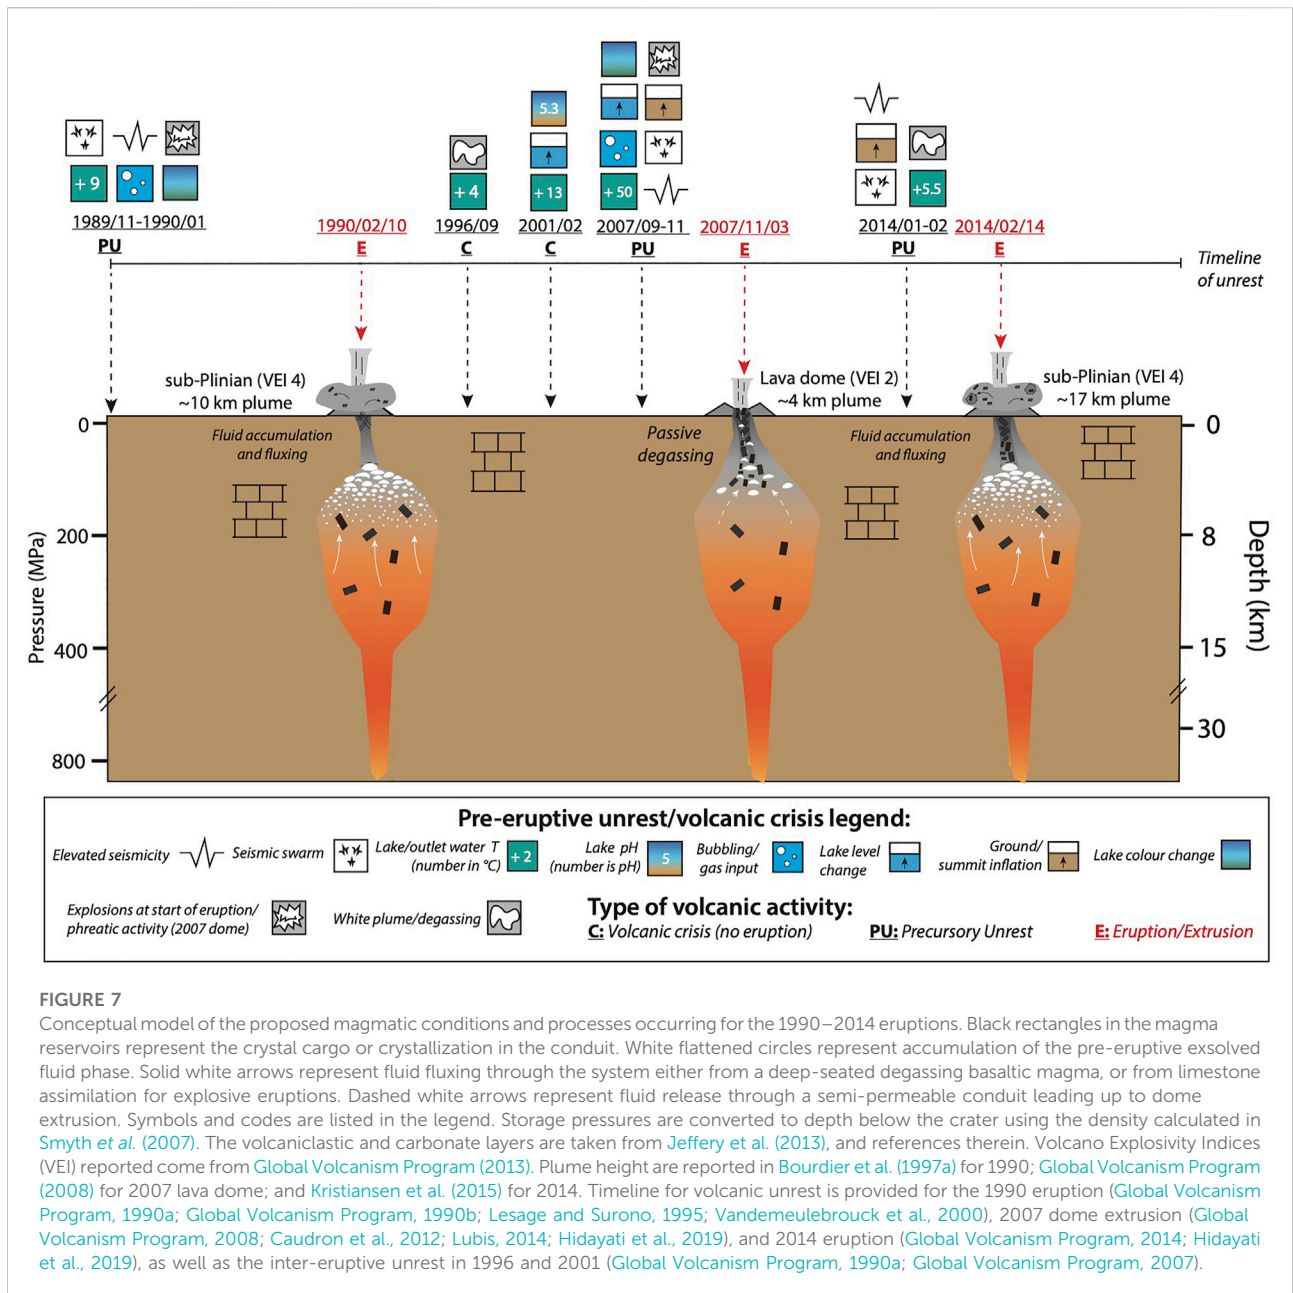 5.3
+ 9
+ 4
+ 13
+ 50
+5.5
1989/11-1990/01
1990/02/10
1996/09
2001/02
2007/09-11
2007/11/03
2014/01-02
2014/02/14
PU
E
C
C
PU
E
PU
E
Timeline
of unrest
sub-Plinian (VEI 4)
~10 km plume
Lava dome (VEI 2)
~4 km plume
sub-Plinian (VEI 4)
~17 km plume
0
200
400
800
Pressure (MPa)
Fluid accumulation
and fluxing
Passive
degassing
Fluid accumulation
and fluxing
0
8
15
30
Depth (km)
Pre-eruptive unrest/volcanic crisis legend:
Elevated seismicity
Seismic swarm
Lake/outlet water T
(number in °C)
+ 2
Lake pH
(number is pH)
5
Bubbling/
gas input
Lake level
change
Ground/
summit inflation
Lake colour change
Explosions at start of eruption/
phreatic activity (2007 dome)
White plume/degassing
Type of volcanic activity:
C: Volcanic crisis (no eruption)
PU: Precursory Unrest
E: Eruption/Extrusion
FIGURE 7
Conceptual model of the proposed magmatic conditions and processes occurring for the 1990–2014 eruptions. Black rectangles in the magma
reservoirs represent the crystal cargo or crystallization in the conduit. White flattened circles represent accumulation of the pre-eruptive exsolved
fluid phase. Solid white arrows represent fluid fluxing through the system either from a deep-seated degassing basaltic magma, or from limestone
assimilation for explosive eruptions. Dashed white arrows represent fluid release through a semi-permeable conduit leading up to dome
extrusion. Symbols and codes are listed in the legend. Storage pressures are converted to depth below the crater using the density calculated in
Smyth et al. (2007). The volcaniclastic and carbonate layers are taken from Jeffery et al. (2013), and references therein. Volcano Explosivity Indices
(VEI) reported come from Global Volcanism Program (2013). Plume height are reported in Bourdier et al. (1997a) for 1990; Global Volcanism Program
(2008) for 2007 lava dome; and Kristiansen et al. (2015) for 2014. Timeline for volcanic unrest is provided for the 1990 eruption (Global Volcanism
Program, 1990a; Global Volcanism Program, 1990b; Lesage and Surono, 1995; Vandemeulebrouck et al., 2000), 2007 dome extrusion (Global
Volcanism Program, 2008; Caudron et al., 2012; Lubis, 2014; Hidayati et al., 2019), and 2014 eruption (Global Volcanism Program, 2014; Hidayati
et al., 2019), as well as the inter-eruptive unrest in 1996 and 2001 (Global Volcanism Program, 1990a; Global Volcanism Program, 2007).